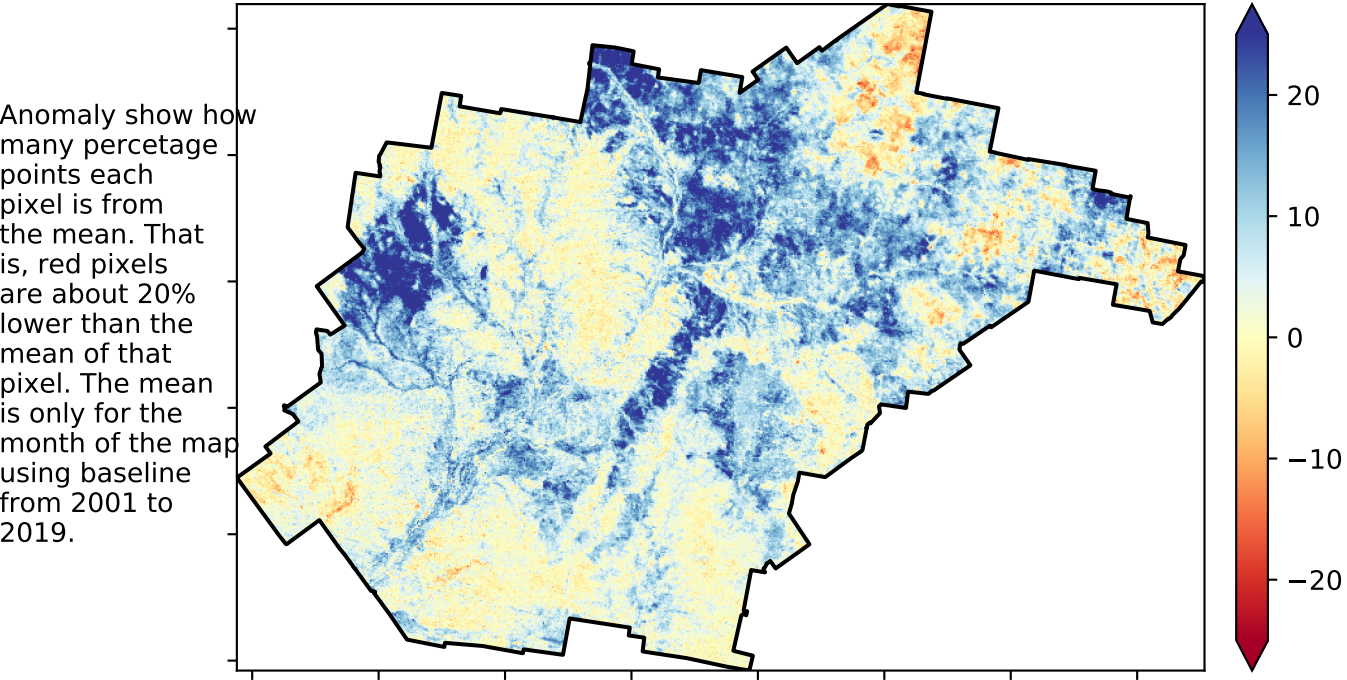 Anomaly show how
many percetage
points each
pixel is from
the mean. That
is, red pixels
are about 20%
lower than the
mean of that
pixel. The mean
is only for the
month of the map
using baseline
from 2001 to
2019.
20
10
0
−10
−20